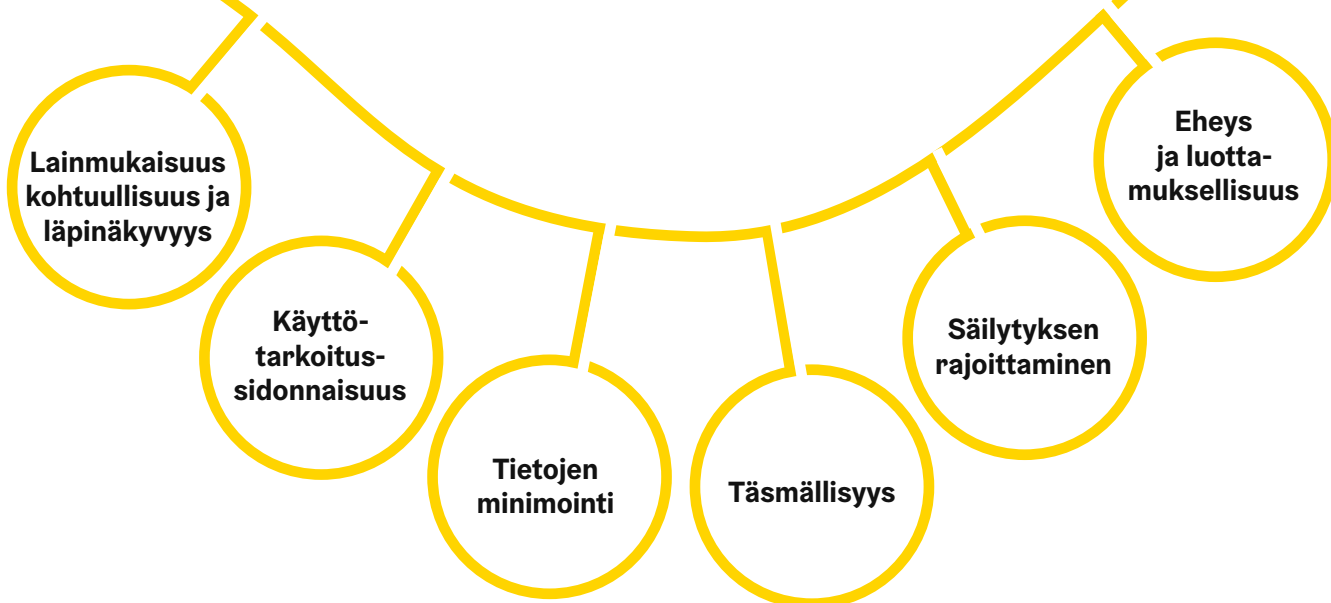 Lainmukaisuus
kohtuullisuus ja
läpinäkyvyys
Käyttö-
tarkoitus-
sidonnaisuus
Tietojen
minimointi
Täsmällisyys
Säilytyksen
rajoittaminen
Eheys
ja luotta-
muksellisuus